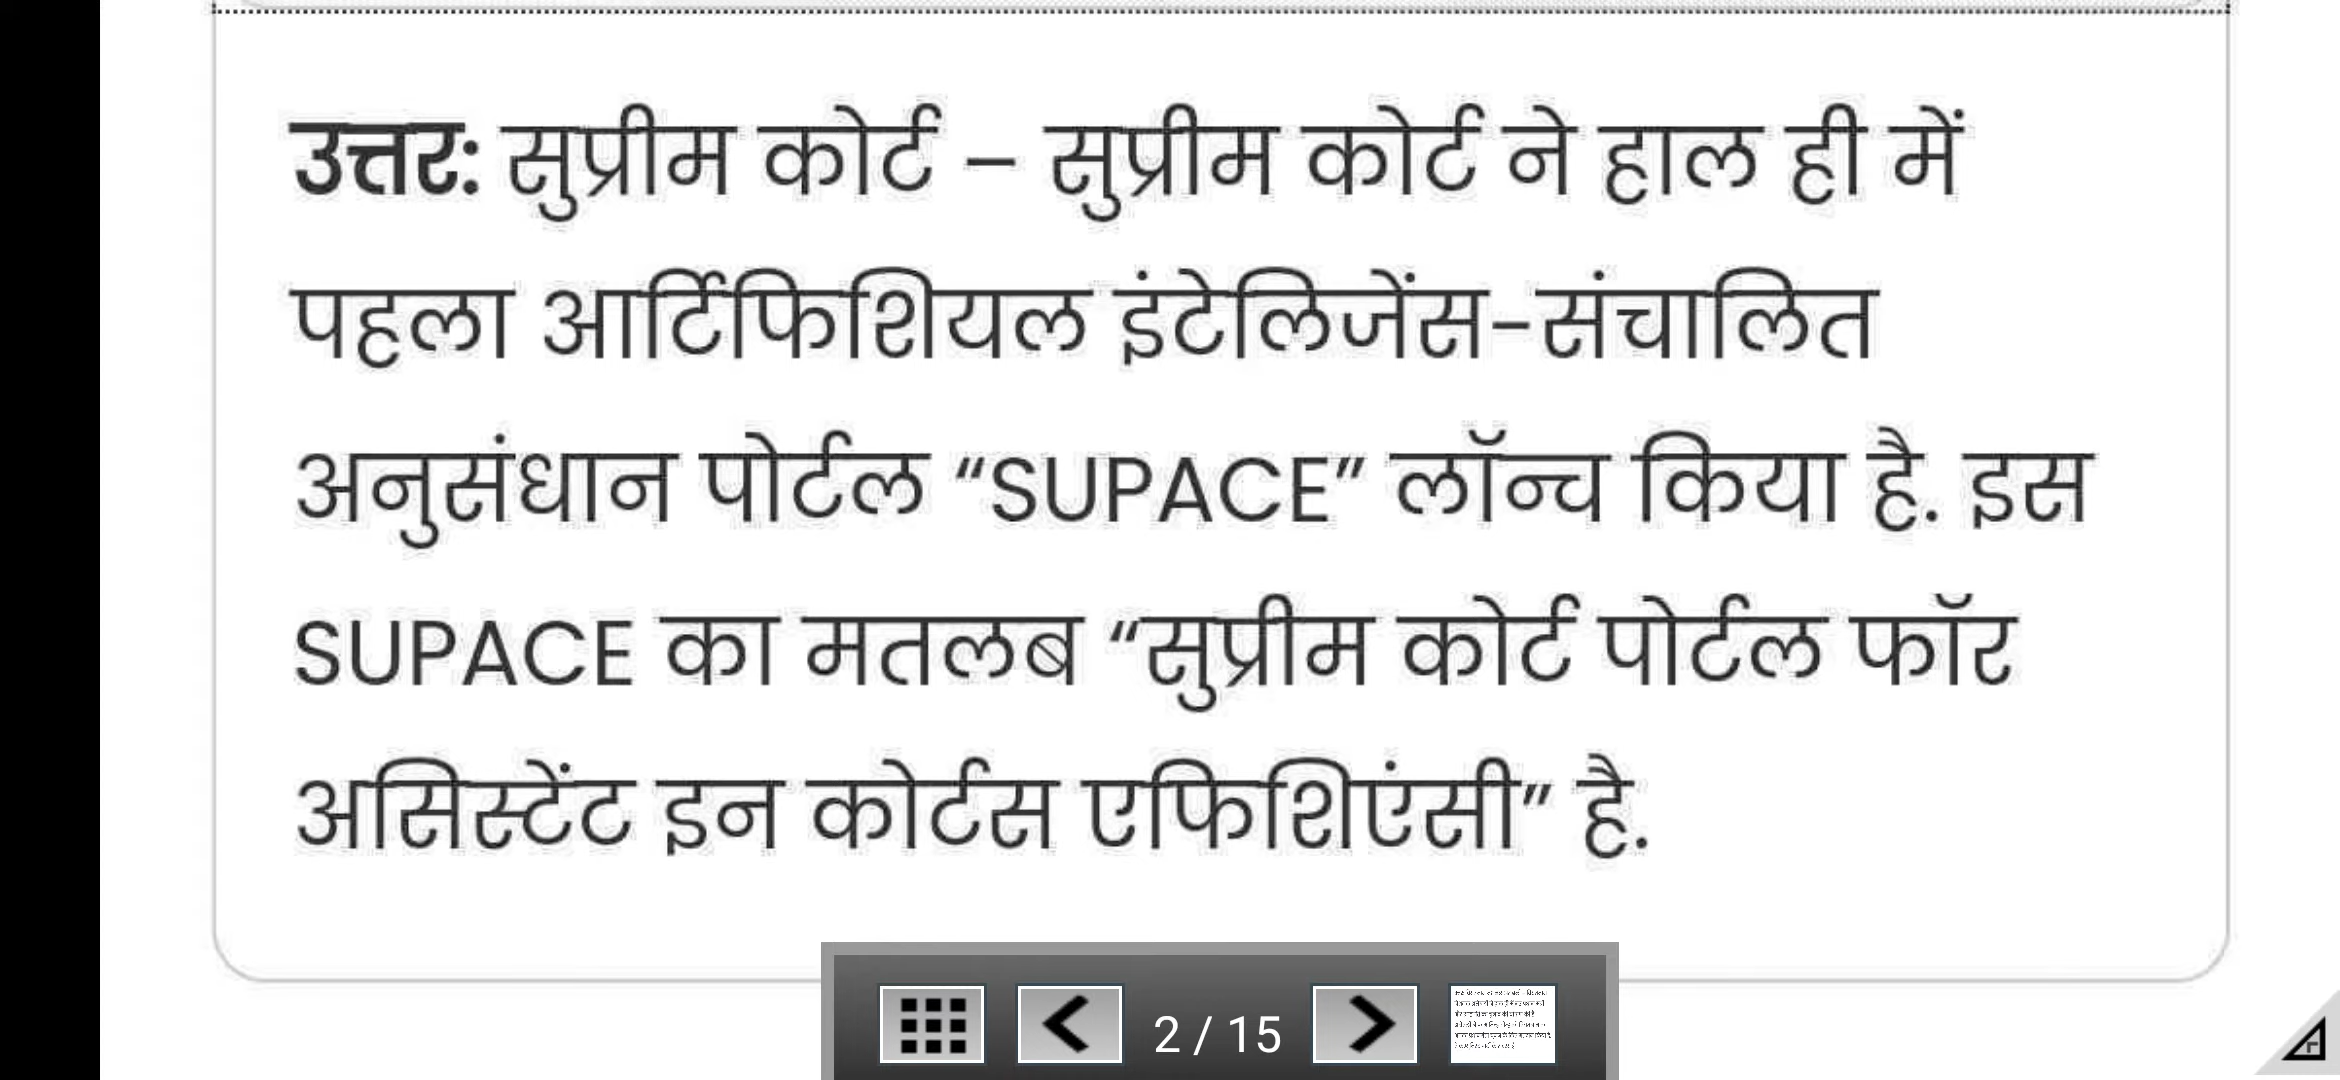 उत्तर: सुप्रीम कोर्ट – सुप्रीम कोर्ट ने हाल ही में
पहला आर्टिफिशियल इंटेलिजेंस-संचालित
अनुसंधान पोर्टल “SUPACE” लॉन्च किया है. इस
SUPACE का मतलब “सुप्रीम कोर्ट पोर्टल फॉर
असिस्टेंट इन कोर्टस एफिशिएंसी” है.
2 / 15